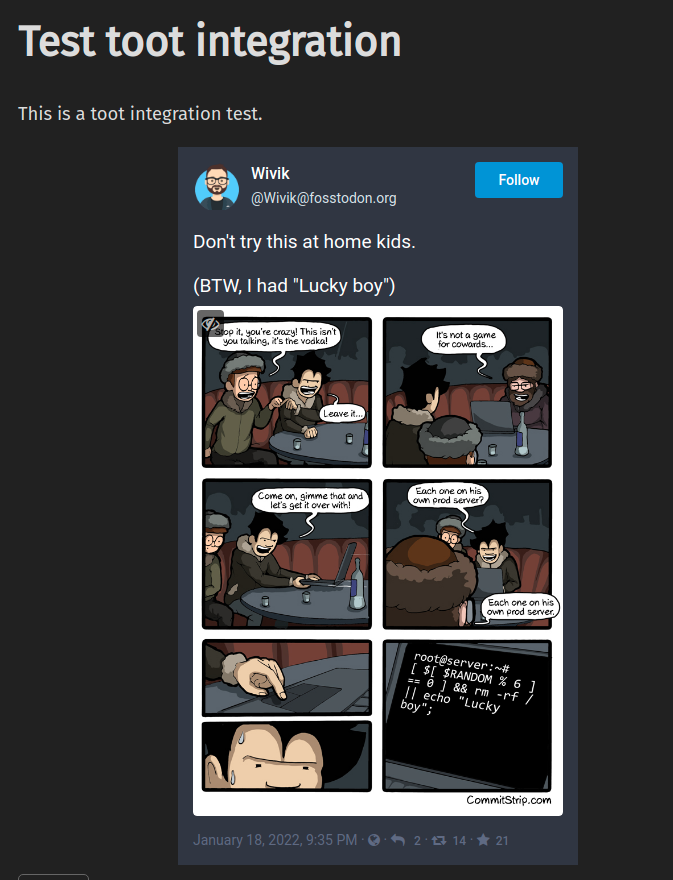 Test toot integration
This is a toot integration test.
Wivik
@Wivik@fosstodon.org
Follow
Don't try this at home kids.
(BTW, I had "Lucky boy")
Stop it, you're crazy! This isn't
you talking, it's the vodka!
Leave it...
It's not a game
for cowards...
Come on, gimme that and
let's get it over with!
Each one on his
own prod server?
Each one on his
own prod server.
root@server:~#
[ $[ $RANDOM % 6 ]
== 0 ] && rm -rf /
|| echo "Lucky
boy";
CommitStrip.com
January 18, 2022, 9:35 PM · · 2 · 14 · 21